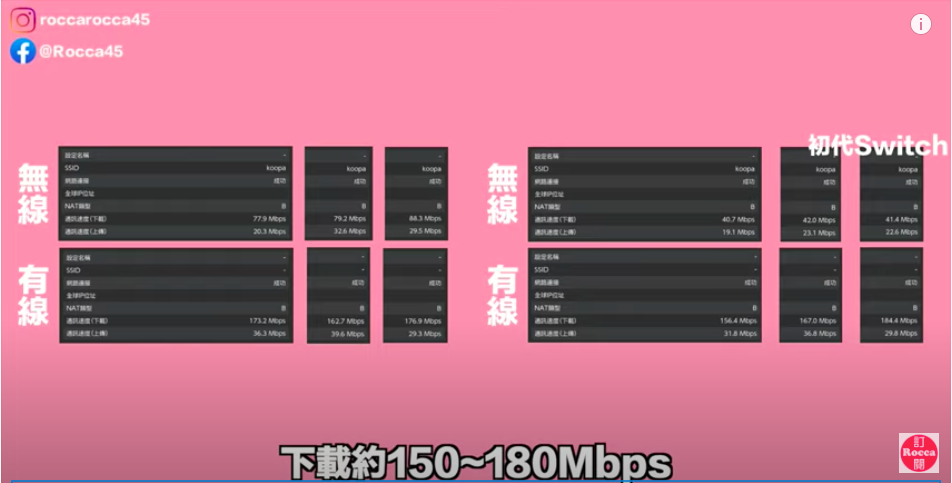 roccarocca45
@Rocca45
初代Switch
無線
設定名稱 - - -
SSID koopa koopa koopa
網路連接 成功 成功 成功
全球IP位址
NAT類型 B B B
通訊速度(下載) 77.9 Mbps 79.2 Mbps 88.3 Mbps
通訊速度(上傳) 20.3 Mbps 32.6 Mbps 29.5 Mbps
有線
設定名稱 - - -
SSID - - -
網路連接 成功 成功 成功
全球IP位址
NAT類型 B B B
通訊速度(下載) 173.2 Mbps 162.7 Mbps 176.9 Mbps
通訊速度(上傳) 36.3 Mbps 39.6 Mbps 29.3 Mbps
無線
設定名稱 - - -
SSID koopa koopa koopa
網路連接 成功 成功 成功
全球IP位址
NAT類型 B B B
通訊速度(下載) 40.7 Mbps 42.0 Mbps 41.4 Mbps
通訊速度(上傳) 19.1 Mbps 23.1 Mbps 22.6 Mbps
有線
設定名稱 - - -
SSID - - -
網路連接 成功 成功 成功
全球IP位址
NAT類型 B B B
通訊速度(下載) 156.4 Mbps 167.0 Mbps 184.4 Mbps
通訊速度(上傳) 31.8 Mbps 36.8 Mbps 29.8 Mbps
下載約150~180Mbps
訂
Rocca
閱